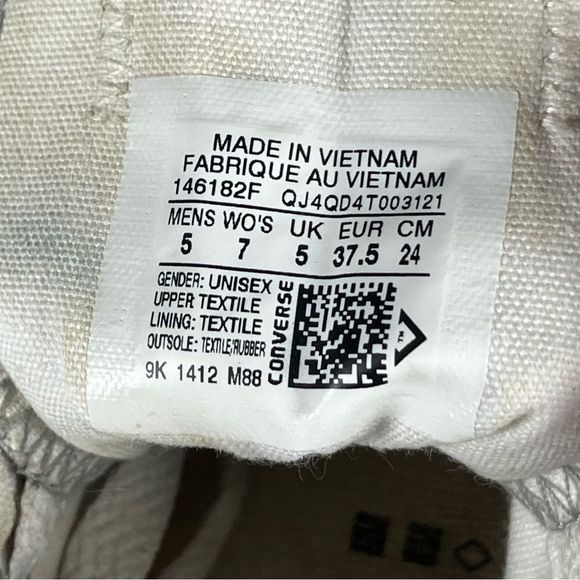 MADE IN VIETNAM
FABRIQUE AU VIETNAM
146182F QJ4QD4T003121
MENS WO'S UK EUR CM
5 7 5 37.5 24
GENDER: UNISEX
UPPER: TEXTILE
LINING: TEXTILE
OUTSOLE: TEXTILE/RUBBER
9K 1412 M88
CONVERSE
TM